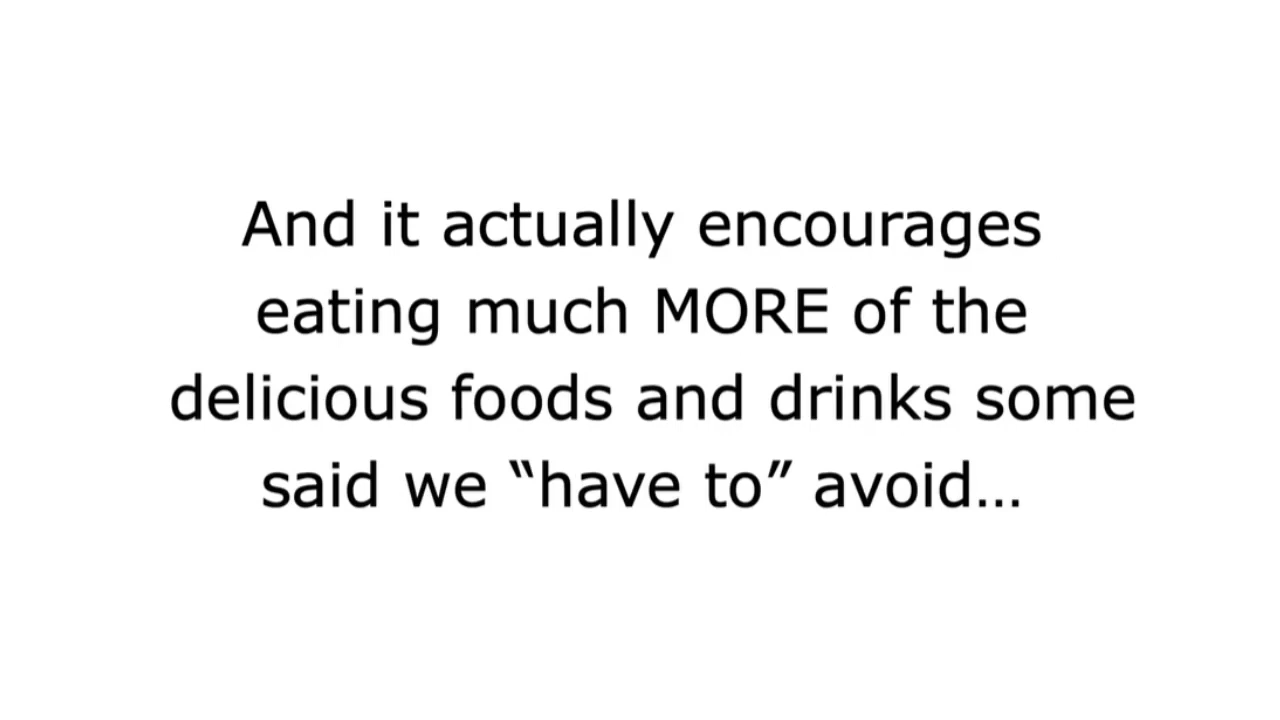 And it actually encourages
eating much MORE of the
delicious foods and drinks some
said we “have to” avoid…